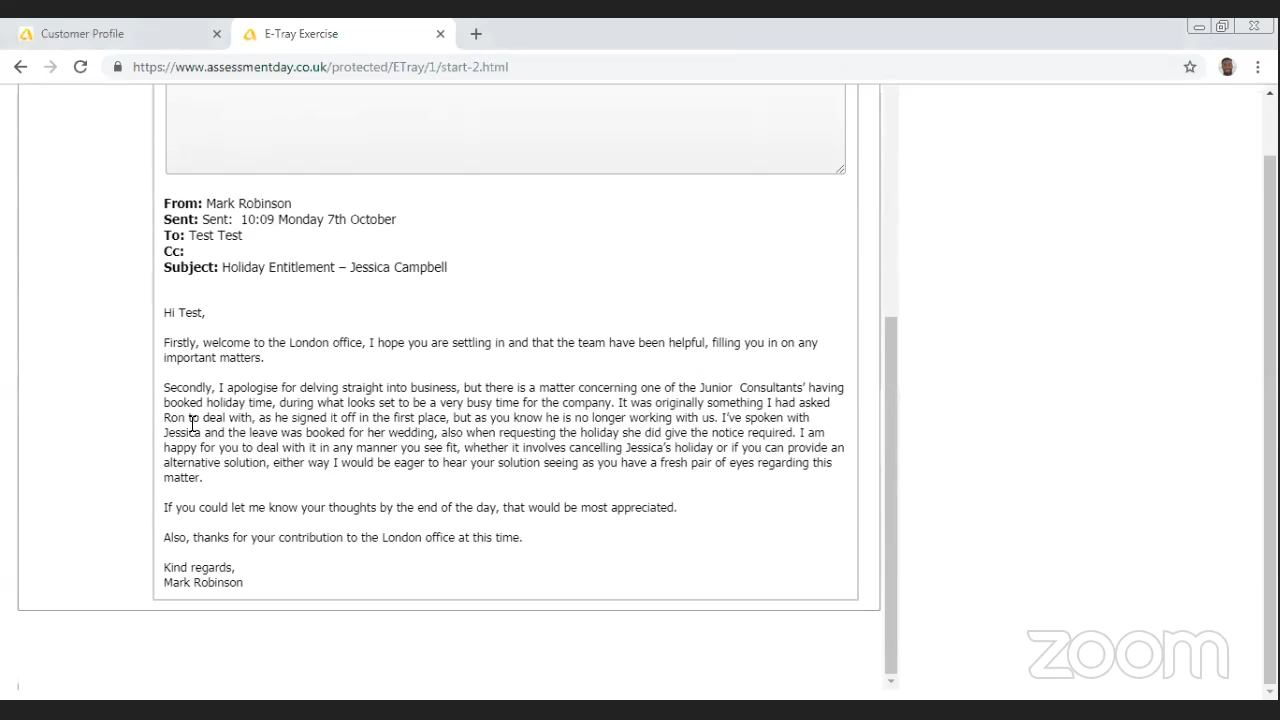 Customer Profile
E-Tray Exercise
https://www.assessmentday.co.uk/protected/ETray/1/start-2.html
From: Mark Robinson
Sent: Sent: 10:09 Monday 7th October
To: Test Test
Cc:
Subject: Holiday Entitlement – Jessica Campbell
Hi Test,
Firstly, welcome to the London office, I hope you are settling in and that the team have been helpful, filling you in on any
important matters.
Secondly, I apologise for delving straight into business, but there is a matter concerning one of the Junior Consultants’ having
booked holiday time, during what looks set to be a very busy time for the company. It was originally something I had asked
Ron to deal with, as he signed it off in the first place, but as you know he is no longer working with us. I’ve spoken with
Jessica and the leave was booked for her wedding, also when requesting the holiday she did give the notice required. I am
happy for you to deal with it in any manner you see fit, whether it involves cancelling Jessica’s holiday or if you can provide an
alternative solution, either way I would be eager to hear your solution seeing as you have a fresh pair of eyes regarding this
matter.
If you could let me know your thoughts by the end of the day, that would be most appreciated.
Also, thanks for your contribution to the London office at this time.
Kind regards,
Mark Robinson
zoom